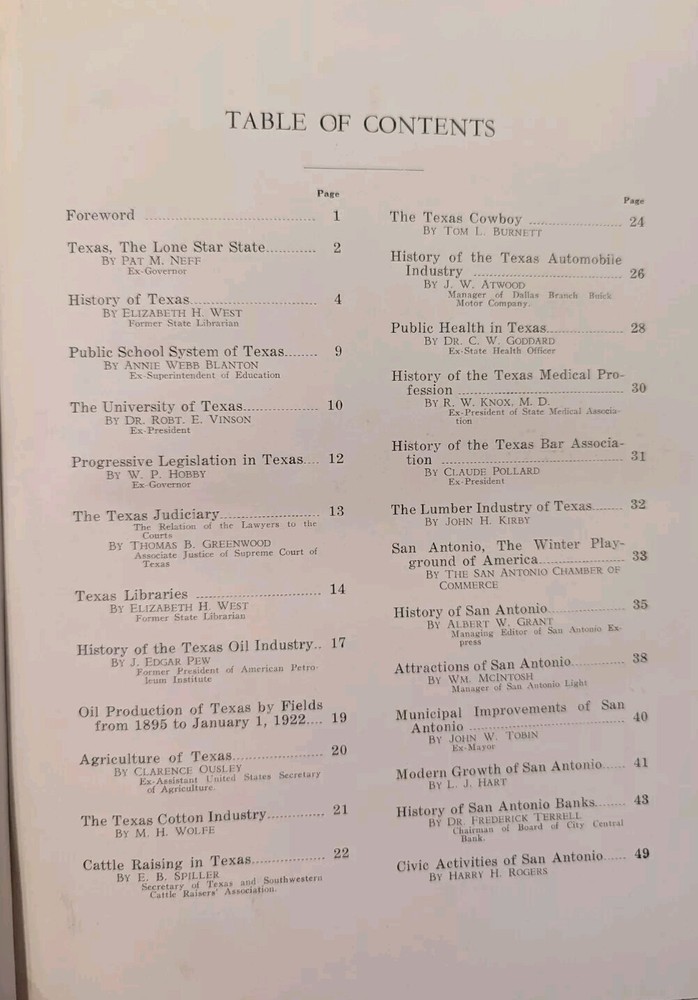 TABLE OF CONTENTS
Page
Foreword ........................................ 1
Texas, The Lone Star State............ 2
BY PAT M. NEFF
Ex-Governor
History of Texas............................... 4
BY ELIZABETH H. WEST
Former State Librarian
Public School System of Texas........ 9
BY ANNIE WEBB BLANTON
Ex-Superintendent of Education
The University of Texas.................. 10
BY DR. ROBT. E. VINSON
Ex-President
Progressive Legislation in Texas.... 12
BY W. P. HOBBY
Ex-Governor
The Texas Judiciary........................ 13
The Relation of the Lawyers to the
Courts
BY THOMAS B. GREENWOOD
Associate Justice of Supreme Court of
Texas
Texas Libraries .............................. 14
BY ELIZABETH H. WEST
Former State Librarian
History of the Texas Oil Industry.. 17
BY J. EDGAR PEW
Former President of American Petro-
leum Institute
Oil Production of Texas by Fields
from 1895 to January 1, 1922.... 19
Agriculture of Texas...................... 20
BY CLARENCE OUSLEY
Ex-Assistant United States Secretary
of Agriculture.
The Texas Cotton Industry.............. 21
BY M. H. WOLFE
Cattle Raising in Texas.................. 22
BY E. B. SPILLER
Secretary of Texas and Southwestern
Cattle Raisers' Association.
Page
The Texas Cowboy ........................ 24
BY TOM L. BURNETT
History of the Texas Automobile
Industry .................................... 26
BY J. W. ATWOOD
Manager of Dallas Branch Buick
Motor Company.
Public Health in Texas.................... 28
BY DR. C. W. GODDARD
Ex-State Health Officer
History of the Texas Medical Pro-
fession ........................................ 30
BY R. W. KNOX, M. D.
Ex-President of State Medical Associa-
tion
History of the Texas Bar Associa-
tion ............................................ 31
BY CLAUDE POLLARD
Ex-President
The Lumber Industry of Texas........ 32
BY JOHN H. KIRBY
San Antonio, The Winter Play-
ground of America...................... 33
BY THE SAN ANTONIO CHAMBER OF
COMMERCE
History of San Antonio.................... 35
BY ALBERT W. GRANT
Managing Editor of San Antonio Ex-
press
Attractions of San Antonio.............. 38
BY WM. MCINTOSH
Manager of San Antonio Light
Municipal Improvements of San
Antonio ...................................... 40
BY JOHN W. TOBIN
Ex-Mayor
Modern Growth of San Antonio...... 41
BY L. J. HART
History of San Antonio Banks........ 43
BY DR. FREDERICK TERRELL
Chairman of Board of City Central
Bank.
Civic Activities of San Antonio...... 49
BY HARRY H. ROGERS